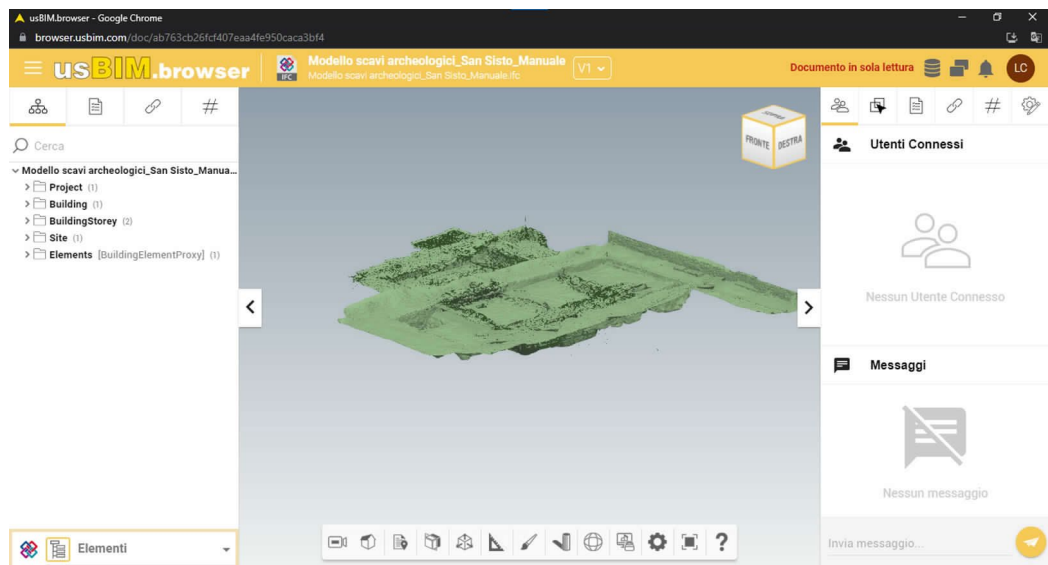 usBIM.browser - Google Chrome
browser.usbim.com/doc/ab763cb26fcf407eaa4fe950caca3bf4
usBIM.browser
IFC
Modello scavi archeologici_San Sisto_Manuale
Modello scavi archeologici_San Sisto_Manuale.ifc
V1
Documento in sola lettura
LC
#
#
Cerca
Utenti Connessi
Modello scavi archeologici_San Sisto_Manua...
Project (1)
Building (1)
BuildingStorey (2)
Site (1)
Elements [BuildingElementProxy] (1)
FRONTE
DESTRA
Nessun Utente Connesso
Messaggi
Nessun messaggio
Elementi
?
Invia messaggio...